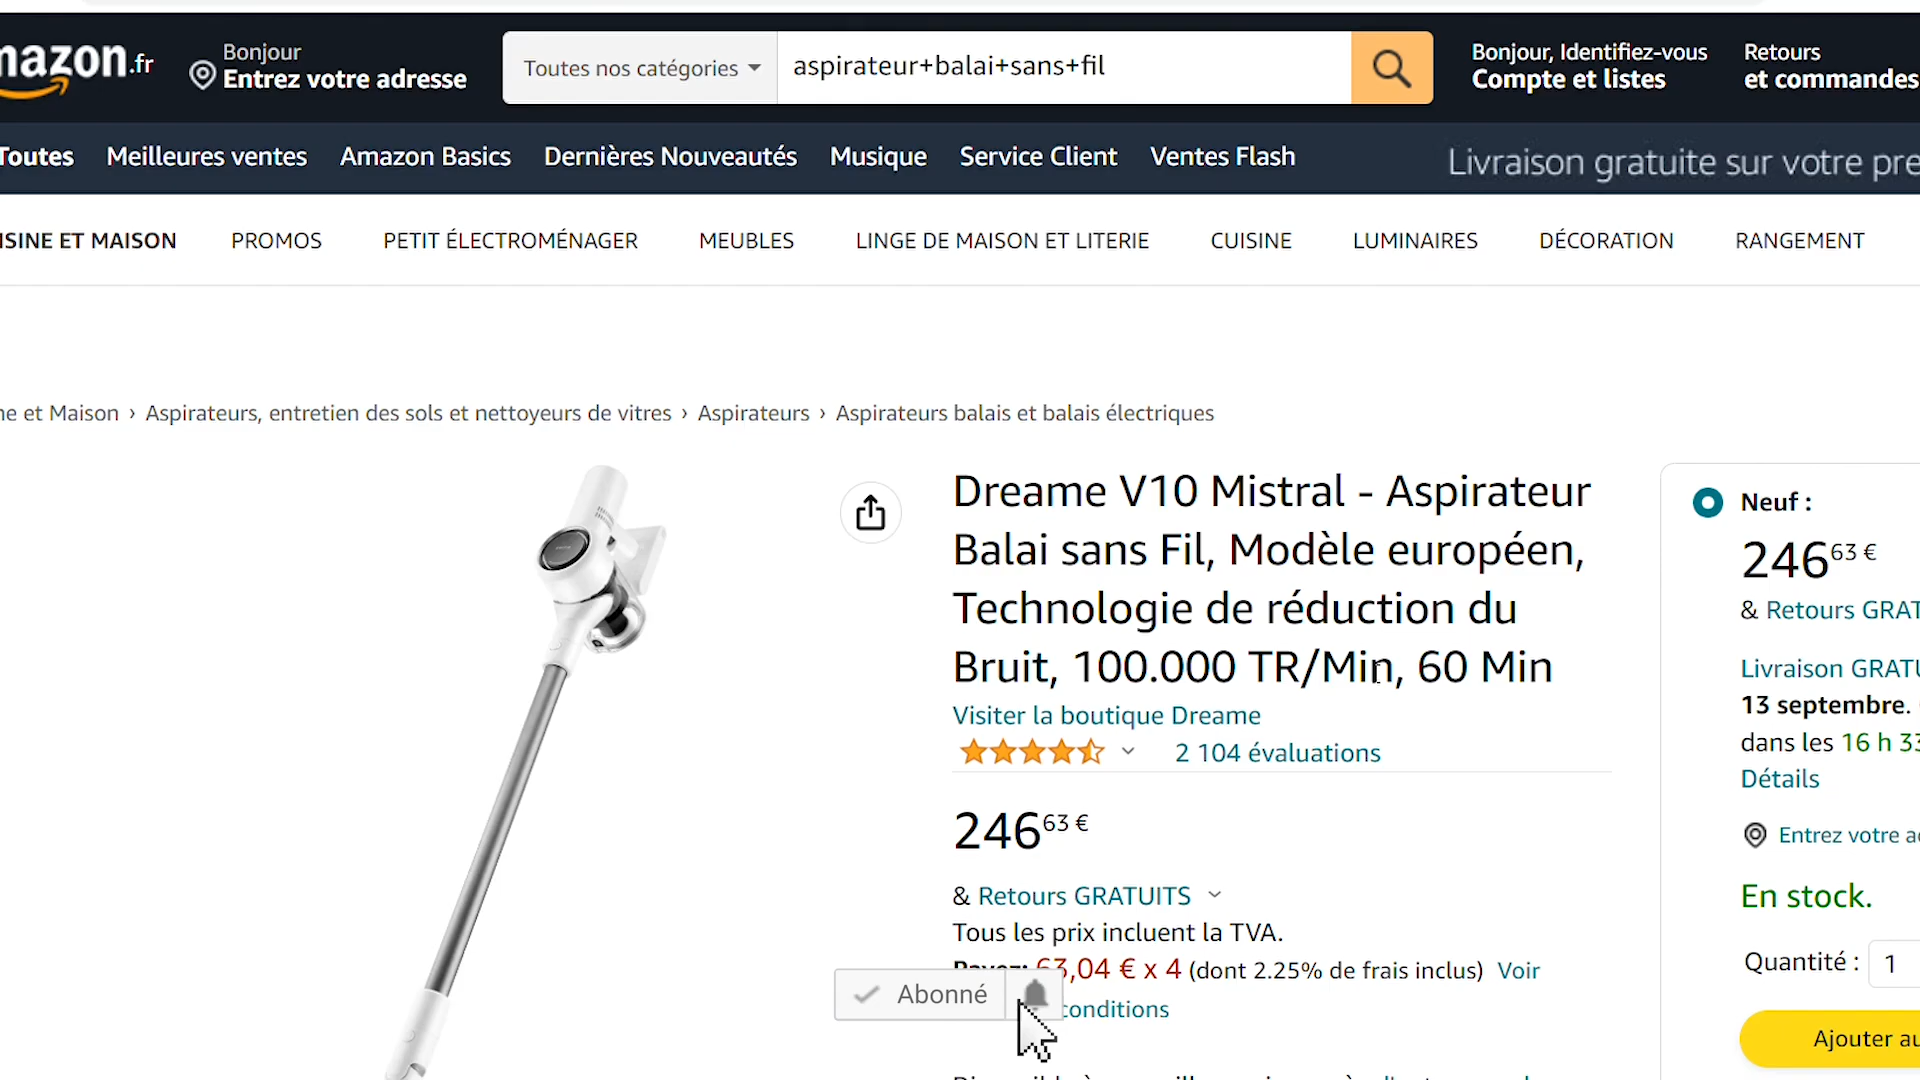 mazon.fr
Bonjour
Entrez votre adresse
Toutes nos catégories
aspirateur+balai+sans+fil
Bonjour, Identifiez-vous
Compte et listes
Retours
et commandes
Toutes
Meilleures ventes
Amazon Basics
Dernières Nouveautés
Musique
Service Client
Ventes Flash
Livraison gratuite sur votre pre
ISINE ET MAISON
PROMOS
PETIT ÉLECTROMÉNAGER
MEUBLES
LINGE DE MAISON ET LITERIE
CUISINE
LUMINAIRES
DÉCORATION
RANGEMENT
ne et Maison › Aspirateurs, entretien des sols et nettoyeurs de vitres › Aspirateurs › Aspirateurs balais et balais électriques
Dreame V10 Mistral - Aspirateur
Balai sans Fil, Modèle européen,
Technologie de réduction du
Bruit, 100.000 TR/Min, 60 Min
Visiter la boutique Dreame
2 104 évaluations
246 63 €
& Retours GRATUITS
Tous les prix incluent la TVA.
63,04 € x 4 (dont 2.25% de frais inclus) Voir
conditions
Abonné
Neuf :
246 63 €
& Retours GRAT
Livraison GRATU
13 septembre.
dans les 16 h 33
Détails
Entrez votre a
En stock.
Quantité : 1
Ajouter au